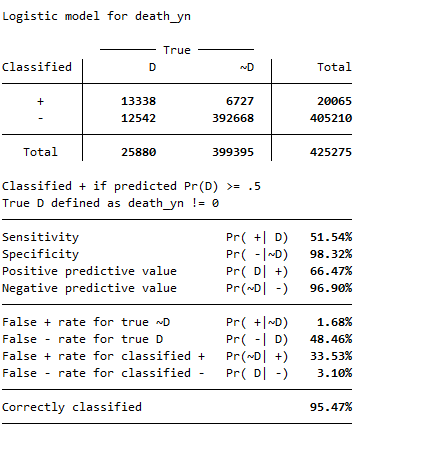 Logistic model for death_yn
True
Classified D ~D Total
+ 13338 6727 20065
- 12542 392668 405210
Total 25880 399395 425275
Classified + if predicted Pr(D) >= .5
True D defined as death_yn != 0
Sensitivity Pr( +| D) 51.54%
Specificity Pr( -|~D) 98.32%
Positive predictive value Pr( D| +) 66.47%
Negative predictive value Pr(~D| -) 96.90%
False + rate for true ~D Pr( +|~D) 1.68%
False - rate for true D Pr( -| D) 48.46%
False + rate for classified + Pr(~D| +) 33.53%
False - rate for classified - Pr( D| -) 3.10%
Correctly classified 95.47%